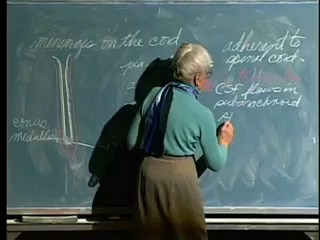 meninges on the cord
pia
a
conus
medullaris
adherent to
spinal cord -
CSF flows in
subarachnoid
s